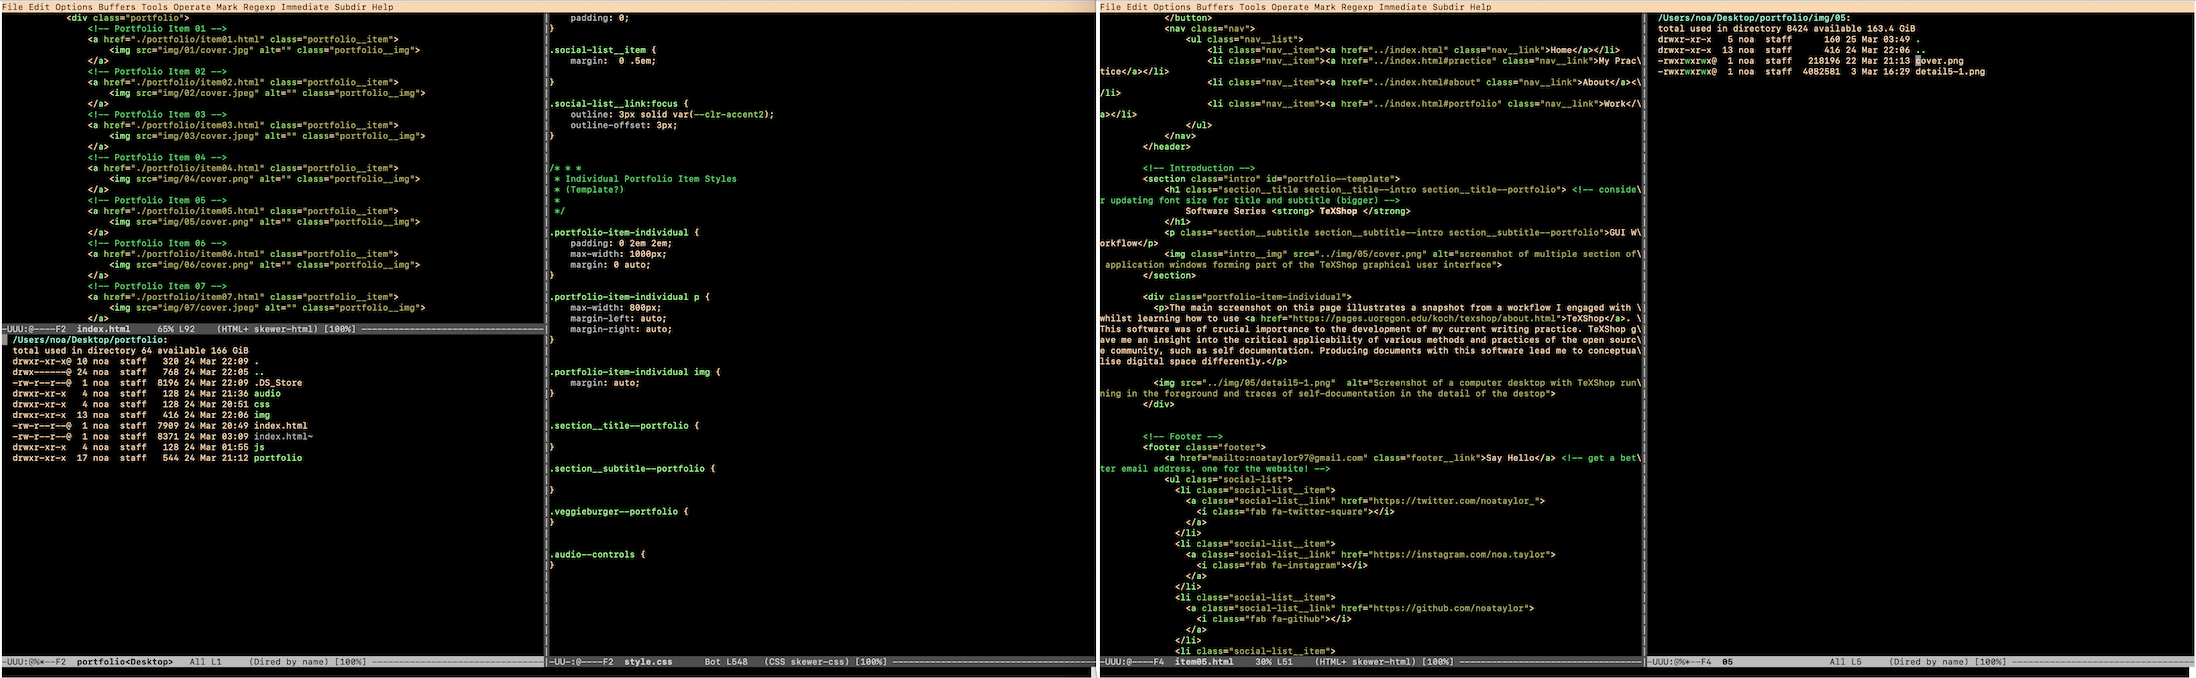 File Edit Options Buffers Tools Operate Mark Regexp Immediate Subdir Help
<div class="portfolio">
<!-- Portfolio Item 01 -->
<a href="./portfolio/item01.html" class="portfolio__item">
<img src="img/01/cover.jpg" alt="" class="portfolio__img">
</a>
<!-- Portfolio Item 02 -->
<a href="./portfolio/item02.html" class="portfolio__item">
<img src="img/02/cover.jpeg" alt="" class="portfolio__img">
</a>
<!-- Portfolio Item 03 -->
<a href="./portfolio/item03.html" class="portfolio__item">
<img src="img/03/cover.jpeg" alt="" class="portfolio__img">
</a>
<!-- Portfolio Item 04 -->
<a href="./portfolio/item04.html" class="portfolio__item">
<img src="img/04/cover.png" alt="" class="portfolio__img">
</a>
<!-- Portfolio Item 05 -->
<a href="./portfolio/item05.html" class="portfolio__item">
<img src="img/05/cover.png" alt="" class="portfolio__img">
</a>
<!-- Portfolio Item 06 -->
<a href="./portfolio/item06.html" class="portfolio__item">
<img src="img/06/cover.png" alt="" class="portfolio__img">
</a>
<!-- Portfolio Item 07 -->
<a href="./portfolio/item07.html" class="portfolio__item">
<img src="img/07/cover.jpeg" alt="" class="portfolio__img">
</a>
-UUU:@----F2 index.html 65% L92 (HTML+ skewer-html) [100%]
/Users/noa/Desktop/portfolio:
total used in directory 64 available 166 GiB
drwxr-xr-x@ 10 noa staff 320 24 Mar 22:09 .
drwx------@ 24 noa staff 768 24 Mar 22:05 ..
-rw-r--r--@ 1 noa staff 8196 24 Mar 22:09 .DS_Store
drwxr-xr-x 4 noa staff 128 24 Mar 21:36 audio
drwxr-xr-x 4 noa staff 128 24 Mar 20:51 css
drwxr-xr-x 13 noa staff 416 24 Mar 22:06 img
-rw-r--r--@ 1 noa staff 7909 24 Mar 20:49 index.html
-rw-r--r--@ 1 noa staff 8371 24 Mar 03:09 index.html~
drwxr-xr-x 4 noa staff 128 24 Mar 01:55 js
drwxr-xr-x 17 noa staff 544 24 Mar 21:12 portfolio
-UUU:@%*--F2 portfolio<Desktop> All L1 (Dired by name) [100%]
padding: 0;
}
.social-list__item {
margin: 0 .5em;
}
.social-list__link:focus {
outline: 3px solid var(--clr-accent2);
outline-offset: 3px;
}
/* * *
* Individual Portfolio Item Styles
* (Template?)
*
*/
.portfolio-item-individual {
padding: 0 2em 2em;
max-width: 1000px;
margin: 0 auto;
}
.portfolio-item-individual p {
max-width: 800px;
margin-left: auto;
margin-right: auto;
}
.portfolio-item-individual img {
margin: auto;
}
.section__title--portfolio {
}
.section__subtitle--portfolio {
}
.veggieburger--portfolio {
}
.audio--controls {
}
-UU-:@----F2 style.css Bot L548 (CSS skewer-css) [100%]
File Edit Options Buffers Tools Operate Mark Regexp Immediate Subdir Help
</button>
<nav class="nav">
<ul class="nav__list">
<li class="nav__item"><a href="../index.html" class="nav__link">Home</a></li>
<li class="nav__item"><a href="../index.html#practice" class="nav__link">My Prac\
tice</a></li>
<li class="nav__item"><a href="../index.html#about" class="nav__link">About</a><\
/li>
<li class="nav__item"><a href="../index.html#portfolio" class="nav__link">Work</\
a></li>
</ul>
</nav>
</header>
<!-- Introduction -->
<section class="intro" id="portfolio--template">
<h1 class="section__title section__title--intro section__title--portfolio"> <!-- conside\
r updating font size for title and subtitle (bigger) -->
Software Series <strong> TeXShop </strong>
</h1>
<p class="section__subtitle section__subtitle--intro section__subtitle--portfolio">GUI W\
orkflow</p>
<img class="intro__img" src="../img/05/cover.png" alt="screenshot of multiple section of\
application windows forming part of the TeXShop graphical user interface">
</section>
<div class="portfolio-item-individual">
<p>The main screenshot on this page illustrates a snapshot from a workflow I engaged with \
whilst learning how to use <a href="https://pages.uoregon.edu/koch/texshop/about.html">TeXShop</a>. \
This software was of crucial importance to the development of my current writing practice. TeXShop g\
ave me an insight into the critical applicability of various methods and practices of the open sourc\
e community, such as self documentation. Producing documents with this software lead me to conceptua\
lise digital space differently.</p>
<img src="../img/05/detail5-1.png" alt="Screenshot of a computer desktop with TeXShop run\
ning in the foreground and traces of self-documentation in the detail of the destop">
</div>
<!-- Footer -->
<footer class="footer">
<a href="mailto:noataylor97@gmail.com" class="footer__link">Say Hello</a> <!-- get a bet\
ter email address, one for the website! -->
<ul class="social-list">
<li class="social-list__item">
<a class="social-list__link" href="https://twitter.com/noataylor_">
<i class="fab fa-twitter-square"></i>
</a>
</li>
<li class="social-list__item">
<a class="social-list__link" href="https://instagram.com/noa.taylor">
<i class="fab fa-instagram"></i>
</a>
</li>
<li class="social-list__item">
<a class="social-list__link" href="https://github.com/noataylor">
<i class="fab fa-github"></i>
</a>
</li>
<li class="social-list__item">
-UUU:@----F4 item05.html 30% L51 (HTML+ skewer-html) [100%]
/Users/noa/Desktop/portfolio/img/05:
total used in directory 8424 available 163.4 GiB
drwxr-xr-x 5 noa staff 160 25 Mar 03:49 .
drwxr-xr-x 13 noa staff 416 24 Mar 22:06 ..
-rwxrwxrwx@ 1 noa staff 218196 22 Mar 21:13 cover.png
-rwxrwxrwx@ 1 noa staff 4082581 3 Mar 16:29 detail5-1.png
-UUU:@%*--F4 05 All L5 (Dired by name) [100%]